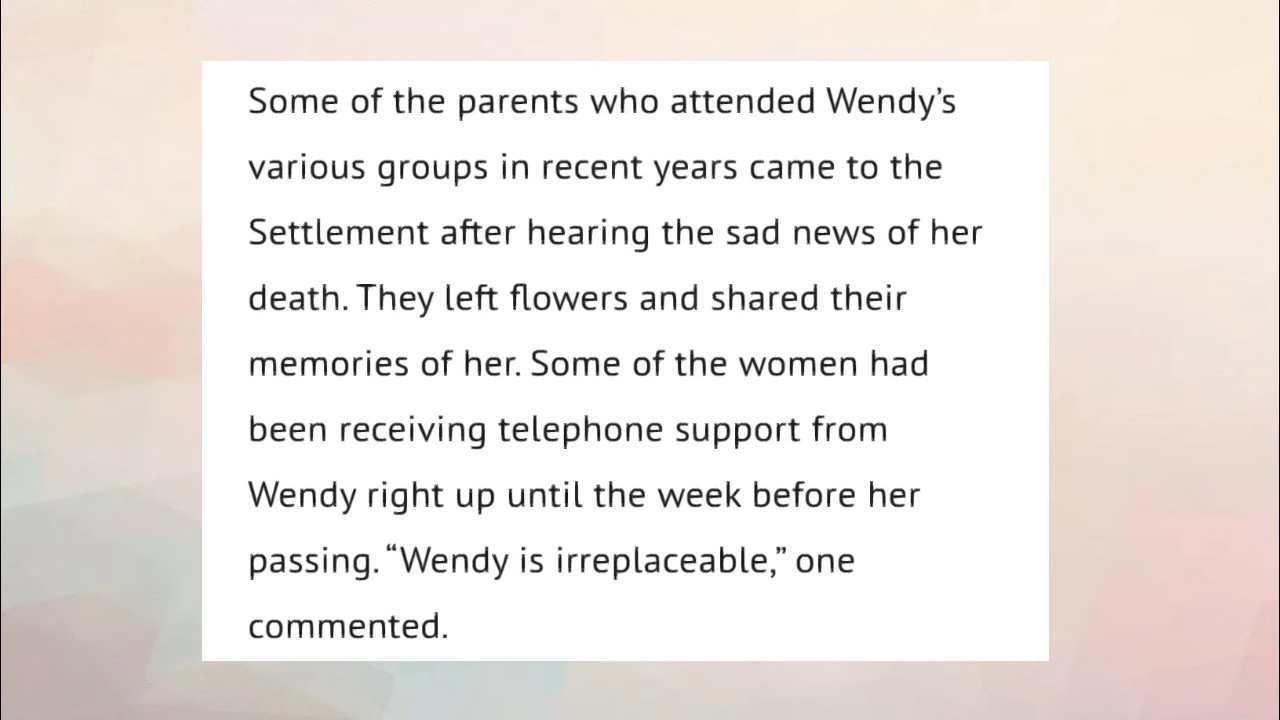 Some of the parents who attended Wendy’s
various groups in recent years came to the
Settlement after hearing the sad news of her
death. They left flowers and shared their
memories of her. Some of the women had
been receiving telephone support from
Wendy right up until the week before her
passing. “Wendy is irreplaceable,” one
commented.